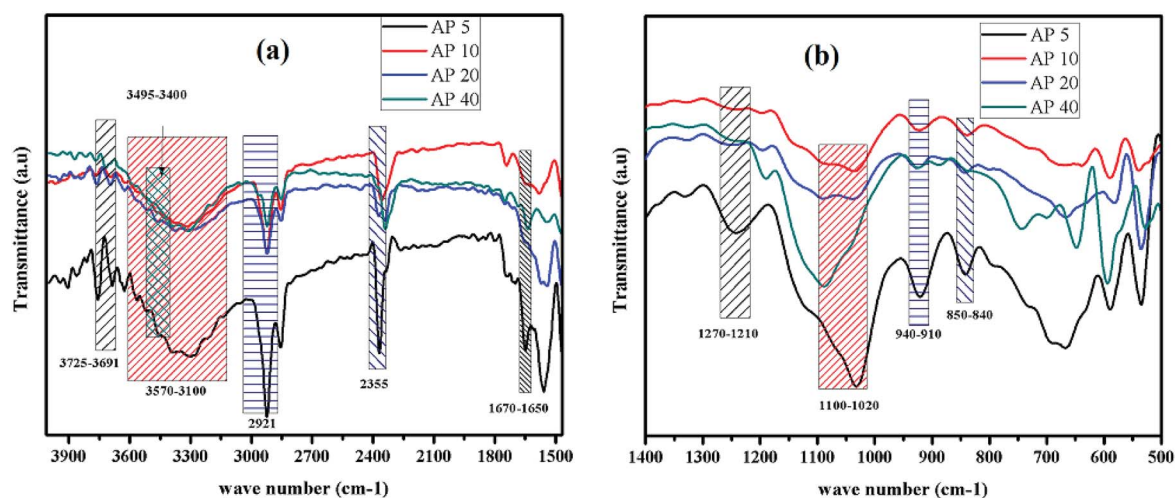 (a)
AP 5
AP 10
AP 20
AP 40
3495-3400
3725-3691
3570-3100
2921
2355
1670-1650
Transmittance (a.u)
3900 3600 3300 3000 2700 2400 2100 1800 1500
wave number (cm-1)
(b)
AP 5
AP 10
AP 20
AP 40
1270-1210
1100-1020
940-910
850-840
Transmittance (a.u)
1400 1300 1200 1100 1000 900 800 700 600 500
wave number (cm-1)